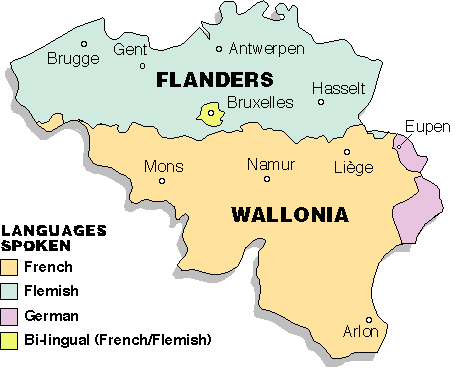 Brugge
Gent
Antwerpen
FLANDERS
Hasselt
Bruxelles
Eupen
Mons
Namur
Liège
WALLONIA
LANGUAGES
SPOKEN
French
Flemish
German
Bi-lingual (French/Flemish)
Arlon